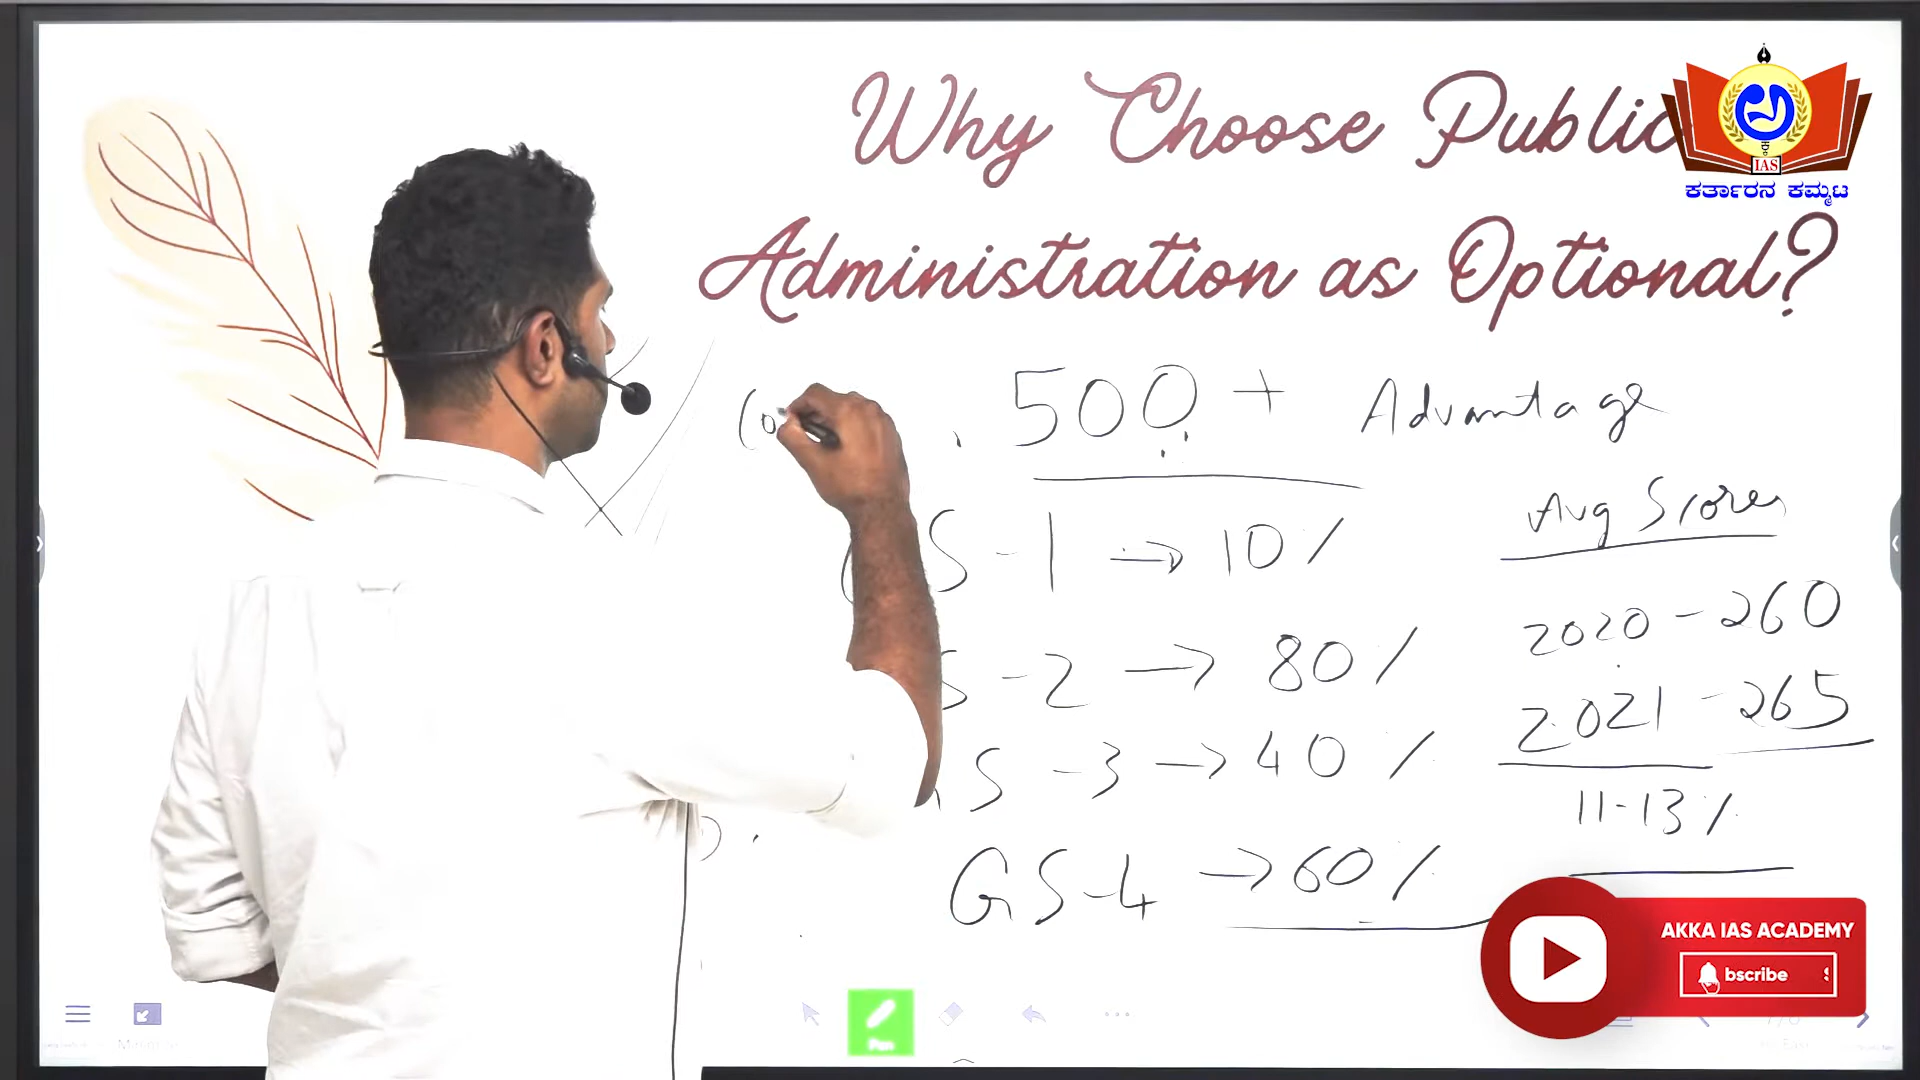 Why Choose Public
Administration as Optional?
IAS
ಕರ್ತಾರನ ಕಮ್ಮಟ
500 + Advantage
Avg Scores
S-1 → 10%
S-2 → 80%
S-3 → 40%
GS-4 → 60%
2020 - 260
2021 - 265
11-13%
AKKA IAS ACADEMY
bscribe
Pen